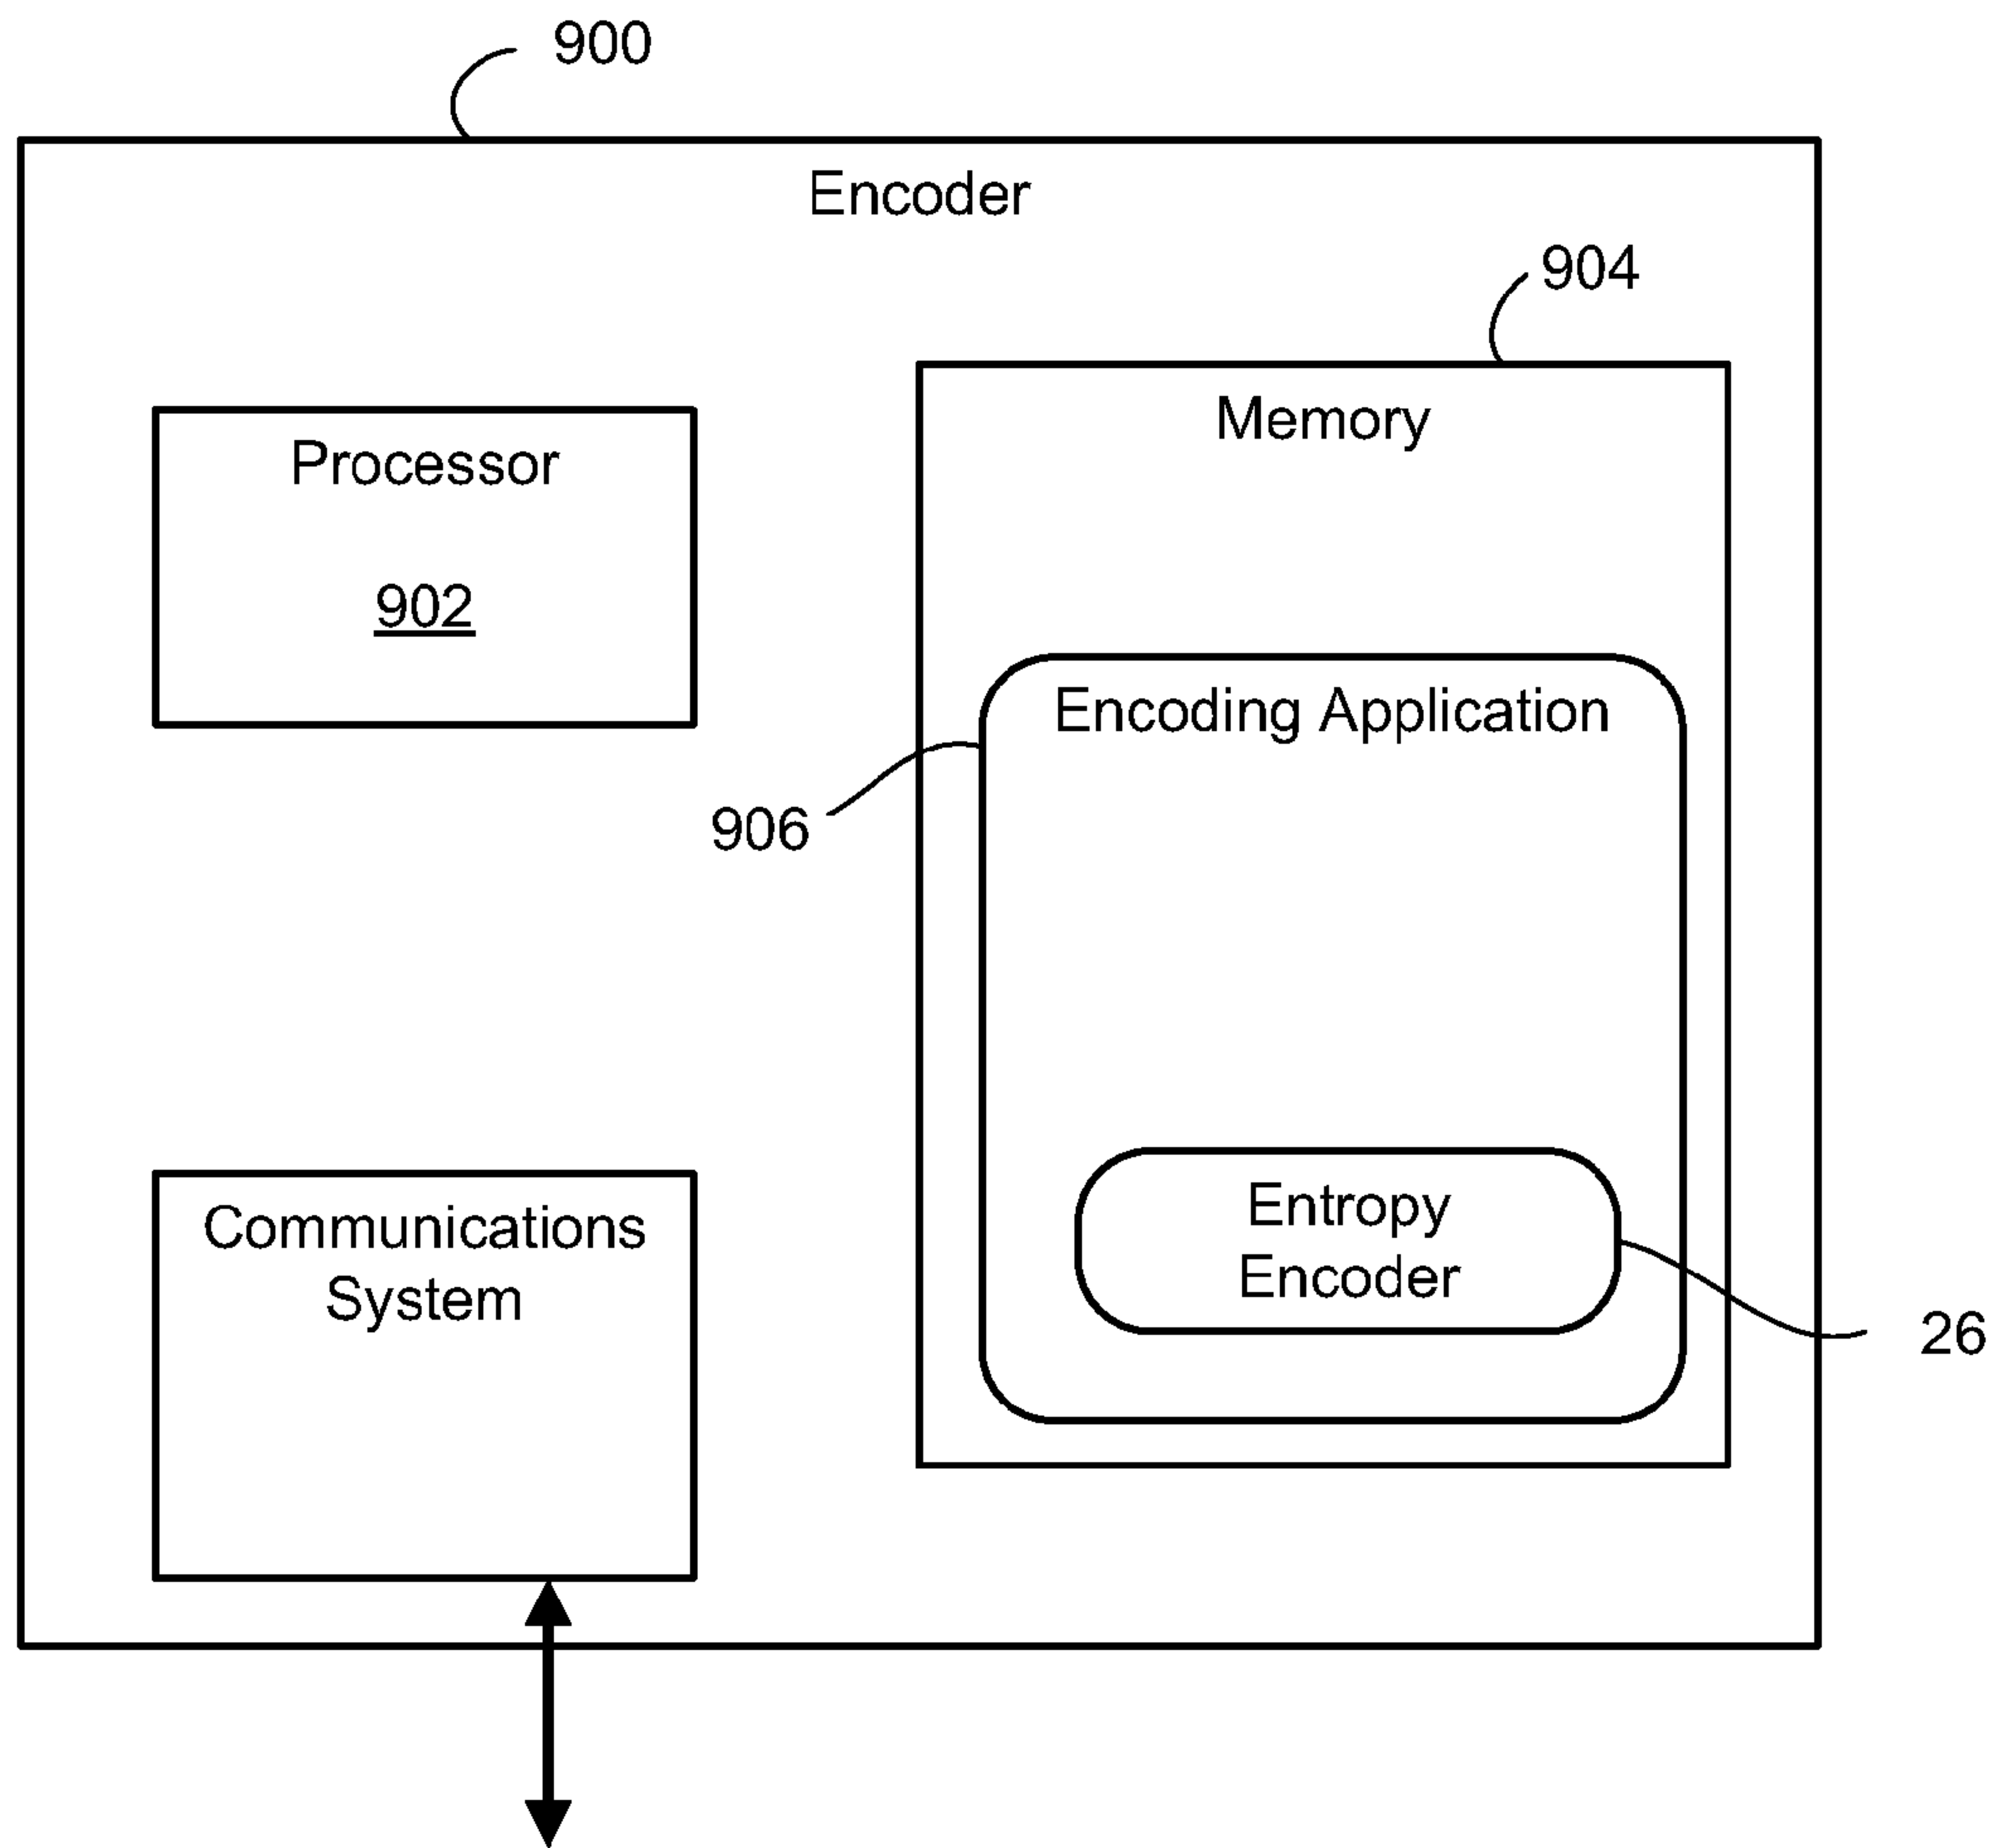 900
Encoder
904
Memory
Processor
902
Encoding Application
906
Entropy
Encoder
Communications
System
26